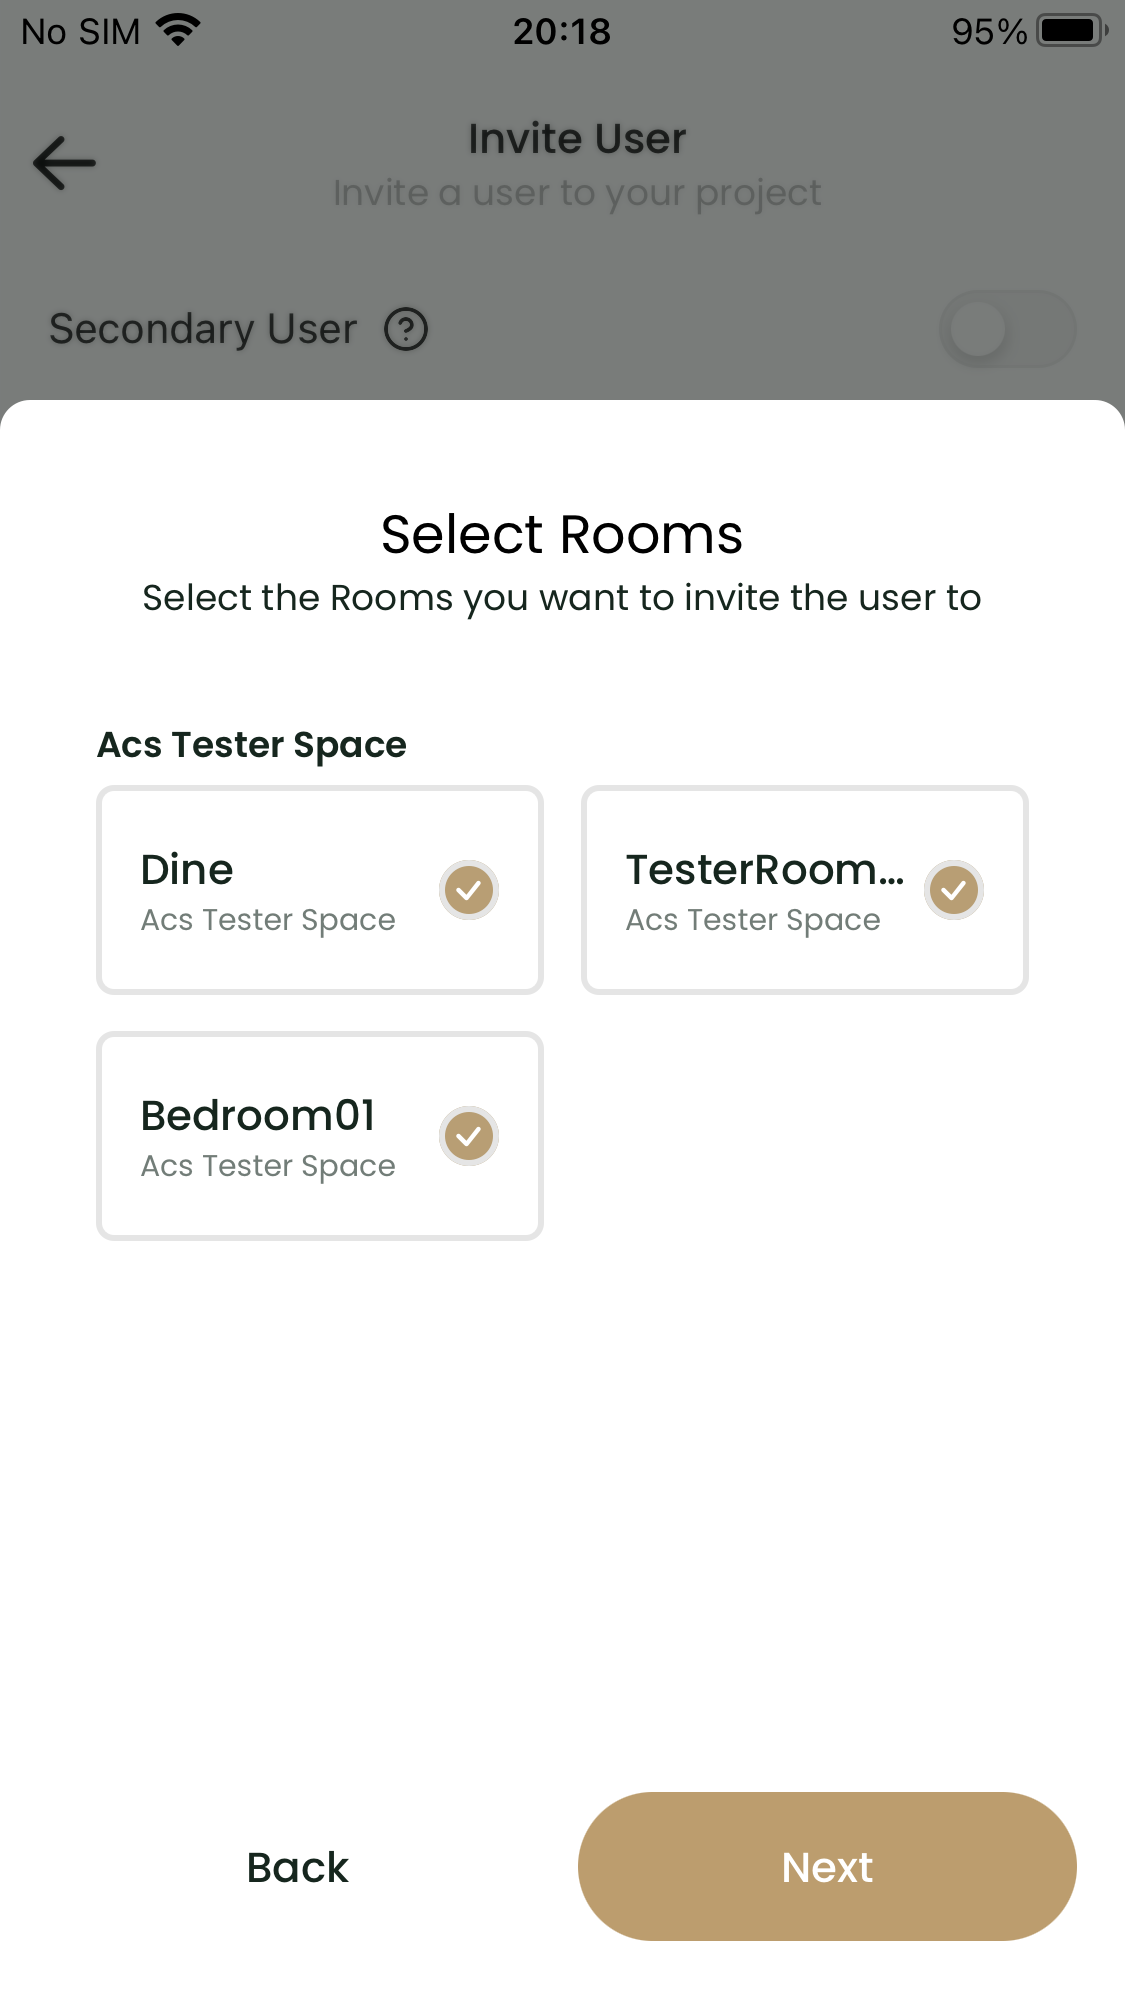 No SIM 20:18 95%
Invite User
Invite a user to your project
Secondary User ?
Select Rooms
Select the Rooms you want to invite the user to
Acs Tester Space
Dine
Acs Tester Space
TesterRoom...
Acs Tester Space
Bedroom01
Acs Tester Space
Back
Next